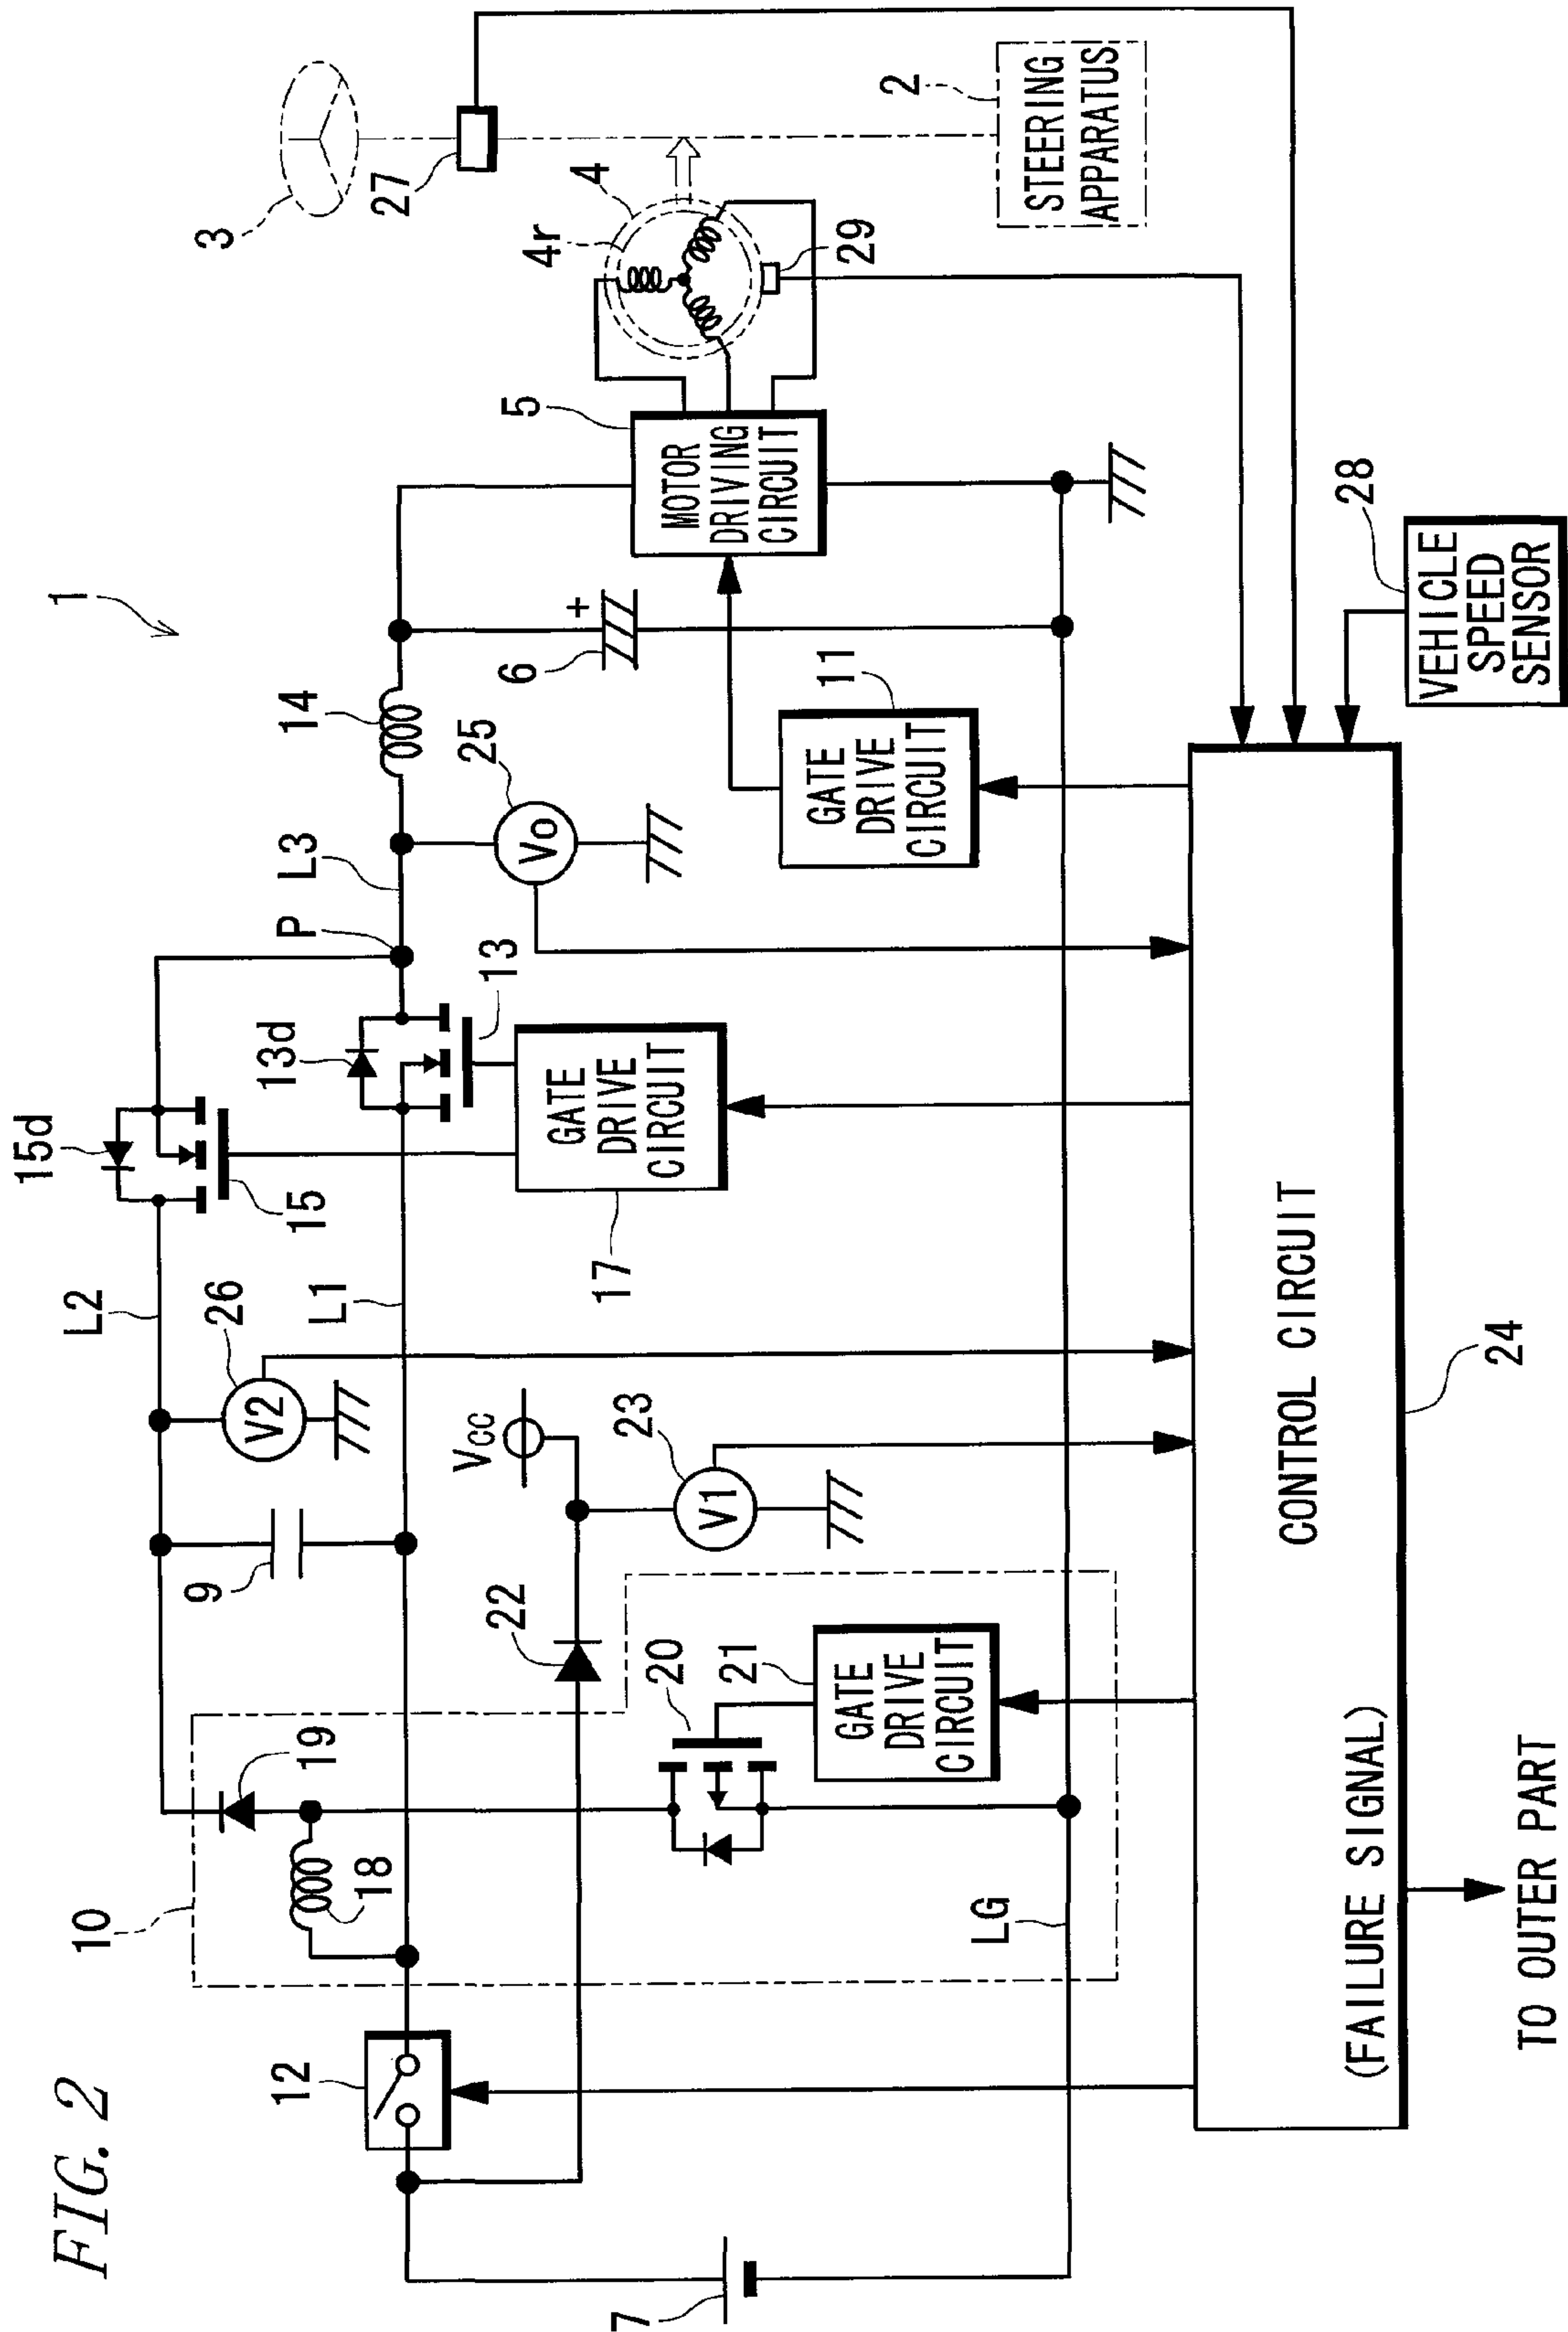 FIG. 2
1
3
27
2
STEERING
APPARATUS
4
4r
29
5
MOTOR
DRIVING
CIRCUIT
28
VEHICLE
SPEED
SENSOR
6
+
14
25
Vo
11
GATE
DRIVE
CIRCUIT
L3
P
13
13d
15d
15
GATE
DRIVE
CIRCUIT
17
L2
L1
26
V2
Vcc
23
V1
9
22
10
19
18
20
21
GATE
DRIVE
CIRCUIT
LG
12
7
CONTROL CIRCUIT
24
(FAILURE SIGNAL)
TO OUTER PART